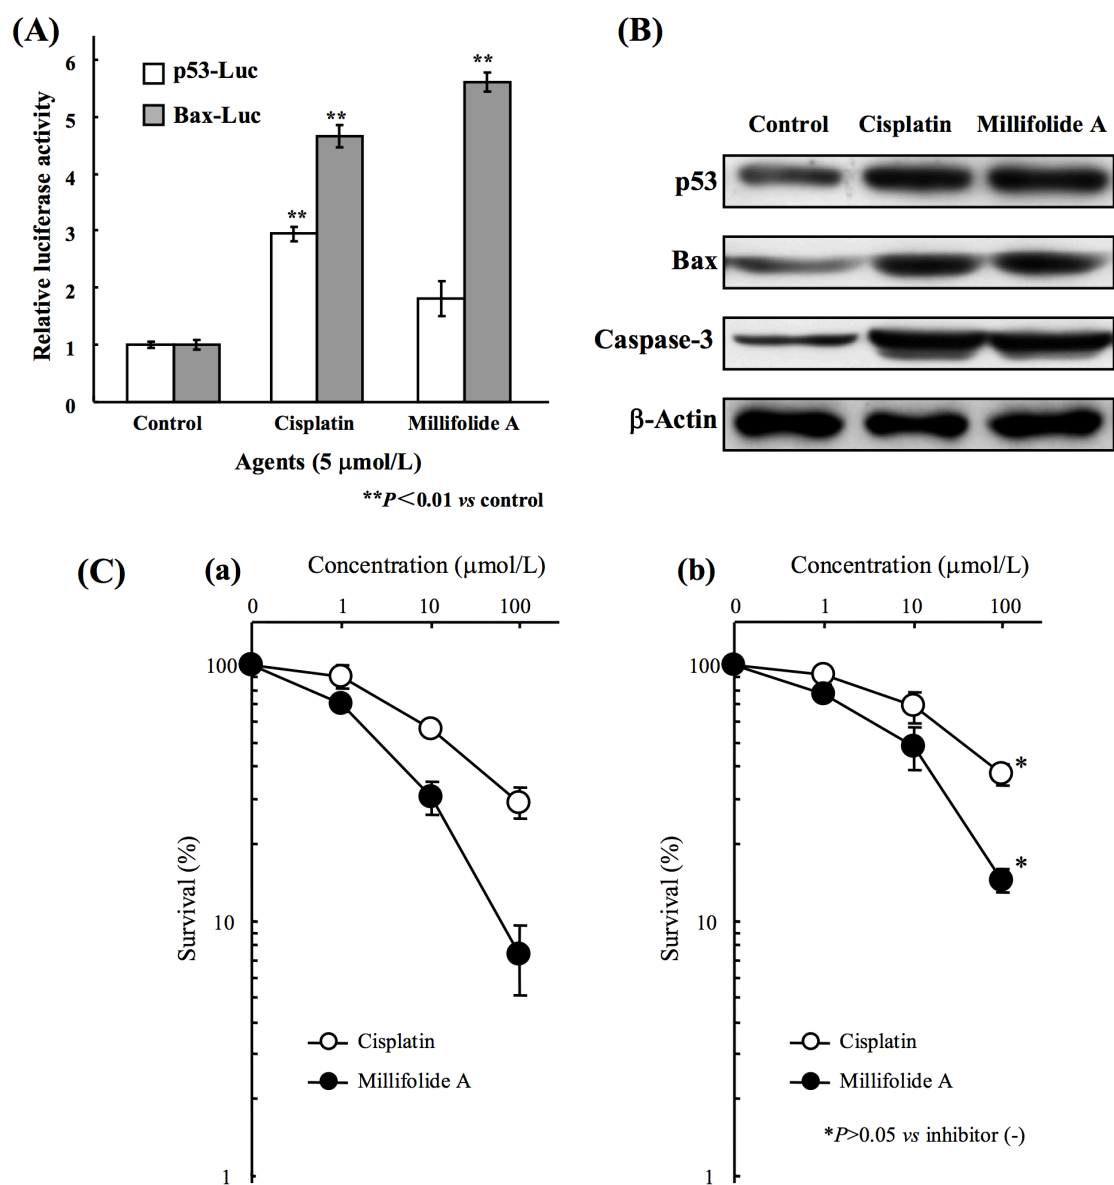 (A)
p53-Luc
Bax-Luc
Relative luciferase activity
6
5
4
3
2
1
0
**
**
**
Control Cisplatin Millifolide A
Agents (5 μmol/L)
**P<0.01 vs control
(B)
Control Cisplatin Millifolide A
p53
Bax
Caspase-3
β-Actin
(C)
(a)
Concentration (μmol/L)
0 1 10 100
Survival (%)
100
10
1
Cisplatin
Millifolide A
(b)
Concentration (μmol/L)
0 1 10 100
Survival (%)
100
10
1
*
*
Cisplatin
Millifolide A
*P>0.05 vs inhibitor (-)